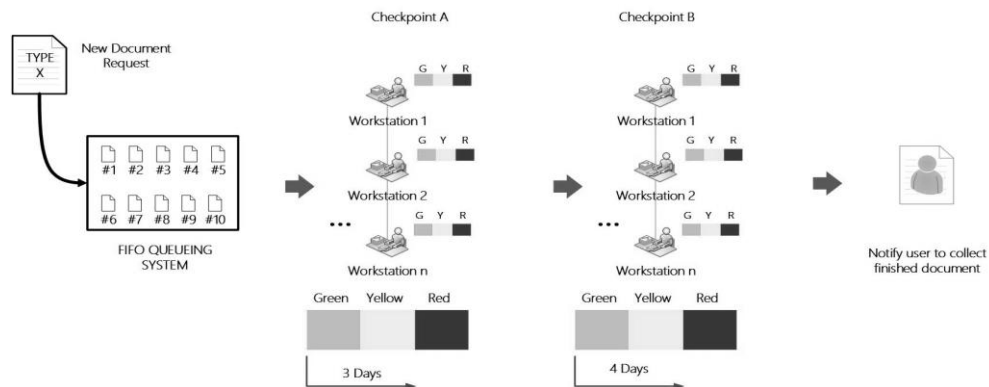 TYPE
X
New Document
Request
#1 #2 #3 #4 #5
#6 #7 #8 #9 #10
FIFO QUEUEING
SYSTEM
Checkpoint A
G Y R
Workstation 1
G Y R
Workstation 2
G Y R
...
Workstation n
Green Yellow Red
3 Days
Checkpoint B
G Y R
Workstation 1
G Y R
Workstation 2
G Y R
...
Workstation n
Green Yellow Red
4 Days
Notify user to collect
finished document